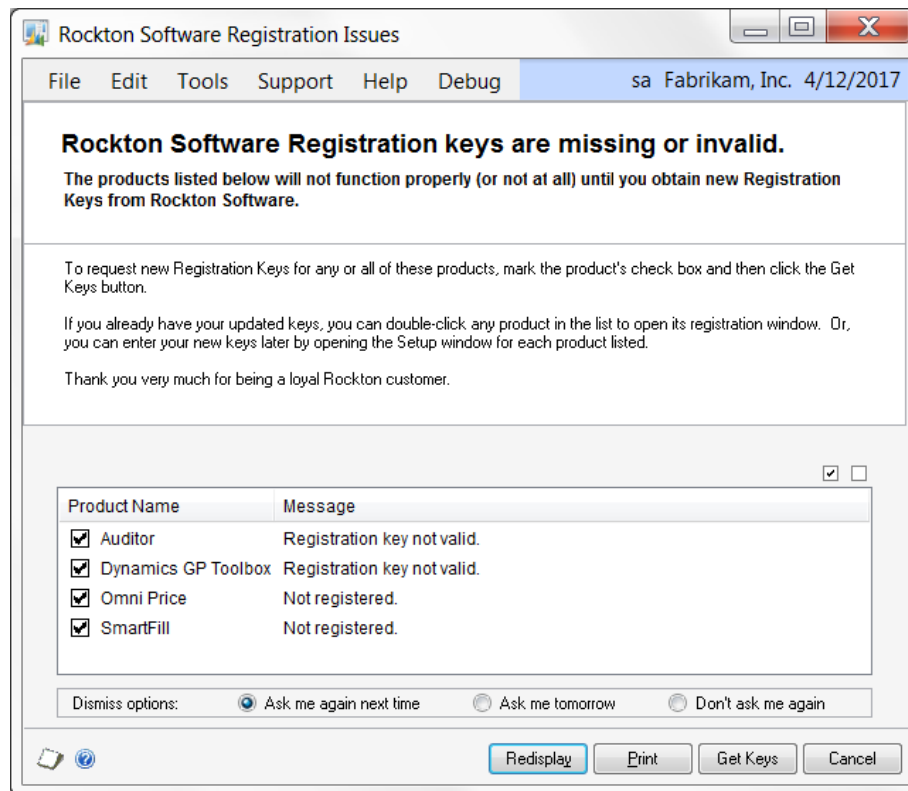 Rockton Software Registration Issues
File Edit Tools Support Help Debug sa Fabrikam, Inc. 4/12/2017
Rockton Software Registration keys are missing or invalid.
The products listed below will not function properly (or not at all) until you obtain new Registration
Keys from Rockton Software.
To request new Registration Keys for any or all of these products, mark the product's check box and then click the Get
Keys button.
If you already have your updated keys, you can double-click any product in the list to open its registration window. Or,
you can enter your new keys later by opening the Setup window for each product listed.
Thank you very much for being a loyal Rockton customer.
Product Name Message
Auditor Registration key not valid.
Dynamics GP Toolbox Registration key not valid.
Omni Price Not registered.
SmartFill Not registered.
Dismiss options: Ask me again next time Ask me tomorrow Don't ask me again
Redisplay Print Get Keys Cancel